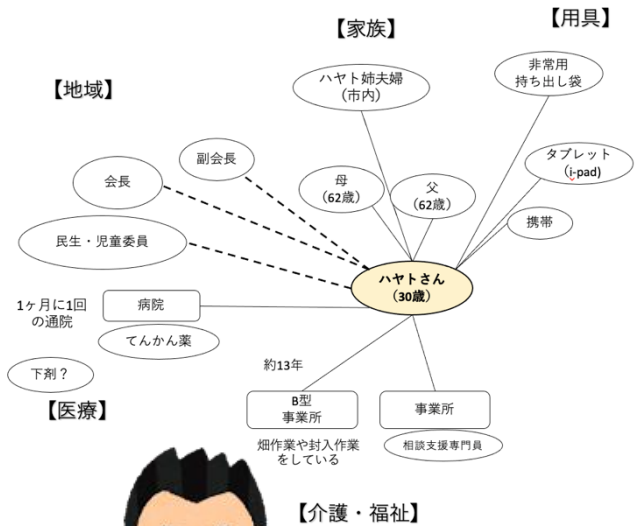 【家族】
【用具】
ハヤト姉夫婦
（市内）
非常用
持ち出し袋
【地域】
副会長
会長
母
（62歳）
父
（62歳）
タブレット
（i-pad)
携帯
民生・児童委員
ハヤトさん
（30歳）
1ヶ月に1回
の通院
病院
てんかん薬
下剤？
【医療】
約13年
B型
事業所
畑作業や封入作業
をしている
事業所
相談支援専門員
【介護・福祉】